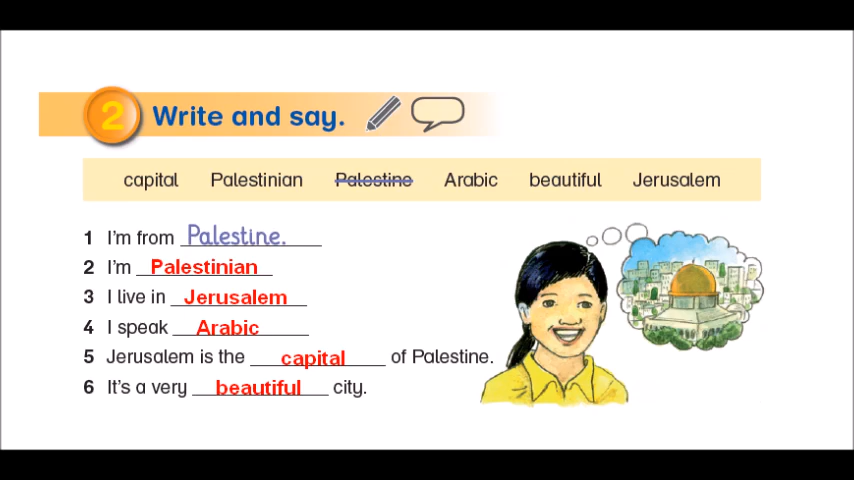 2 Write and say.
capital Palestinian Palestine Arabic beautiful Jerusalem
1 I'm from Palestine.
2 I'm Palestinian
3 I live in Jerusalem
4 I speak Arabic
5 Jerusalem is the capital of Palestine.
6 It's a very beautiful city.